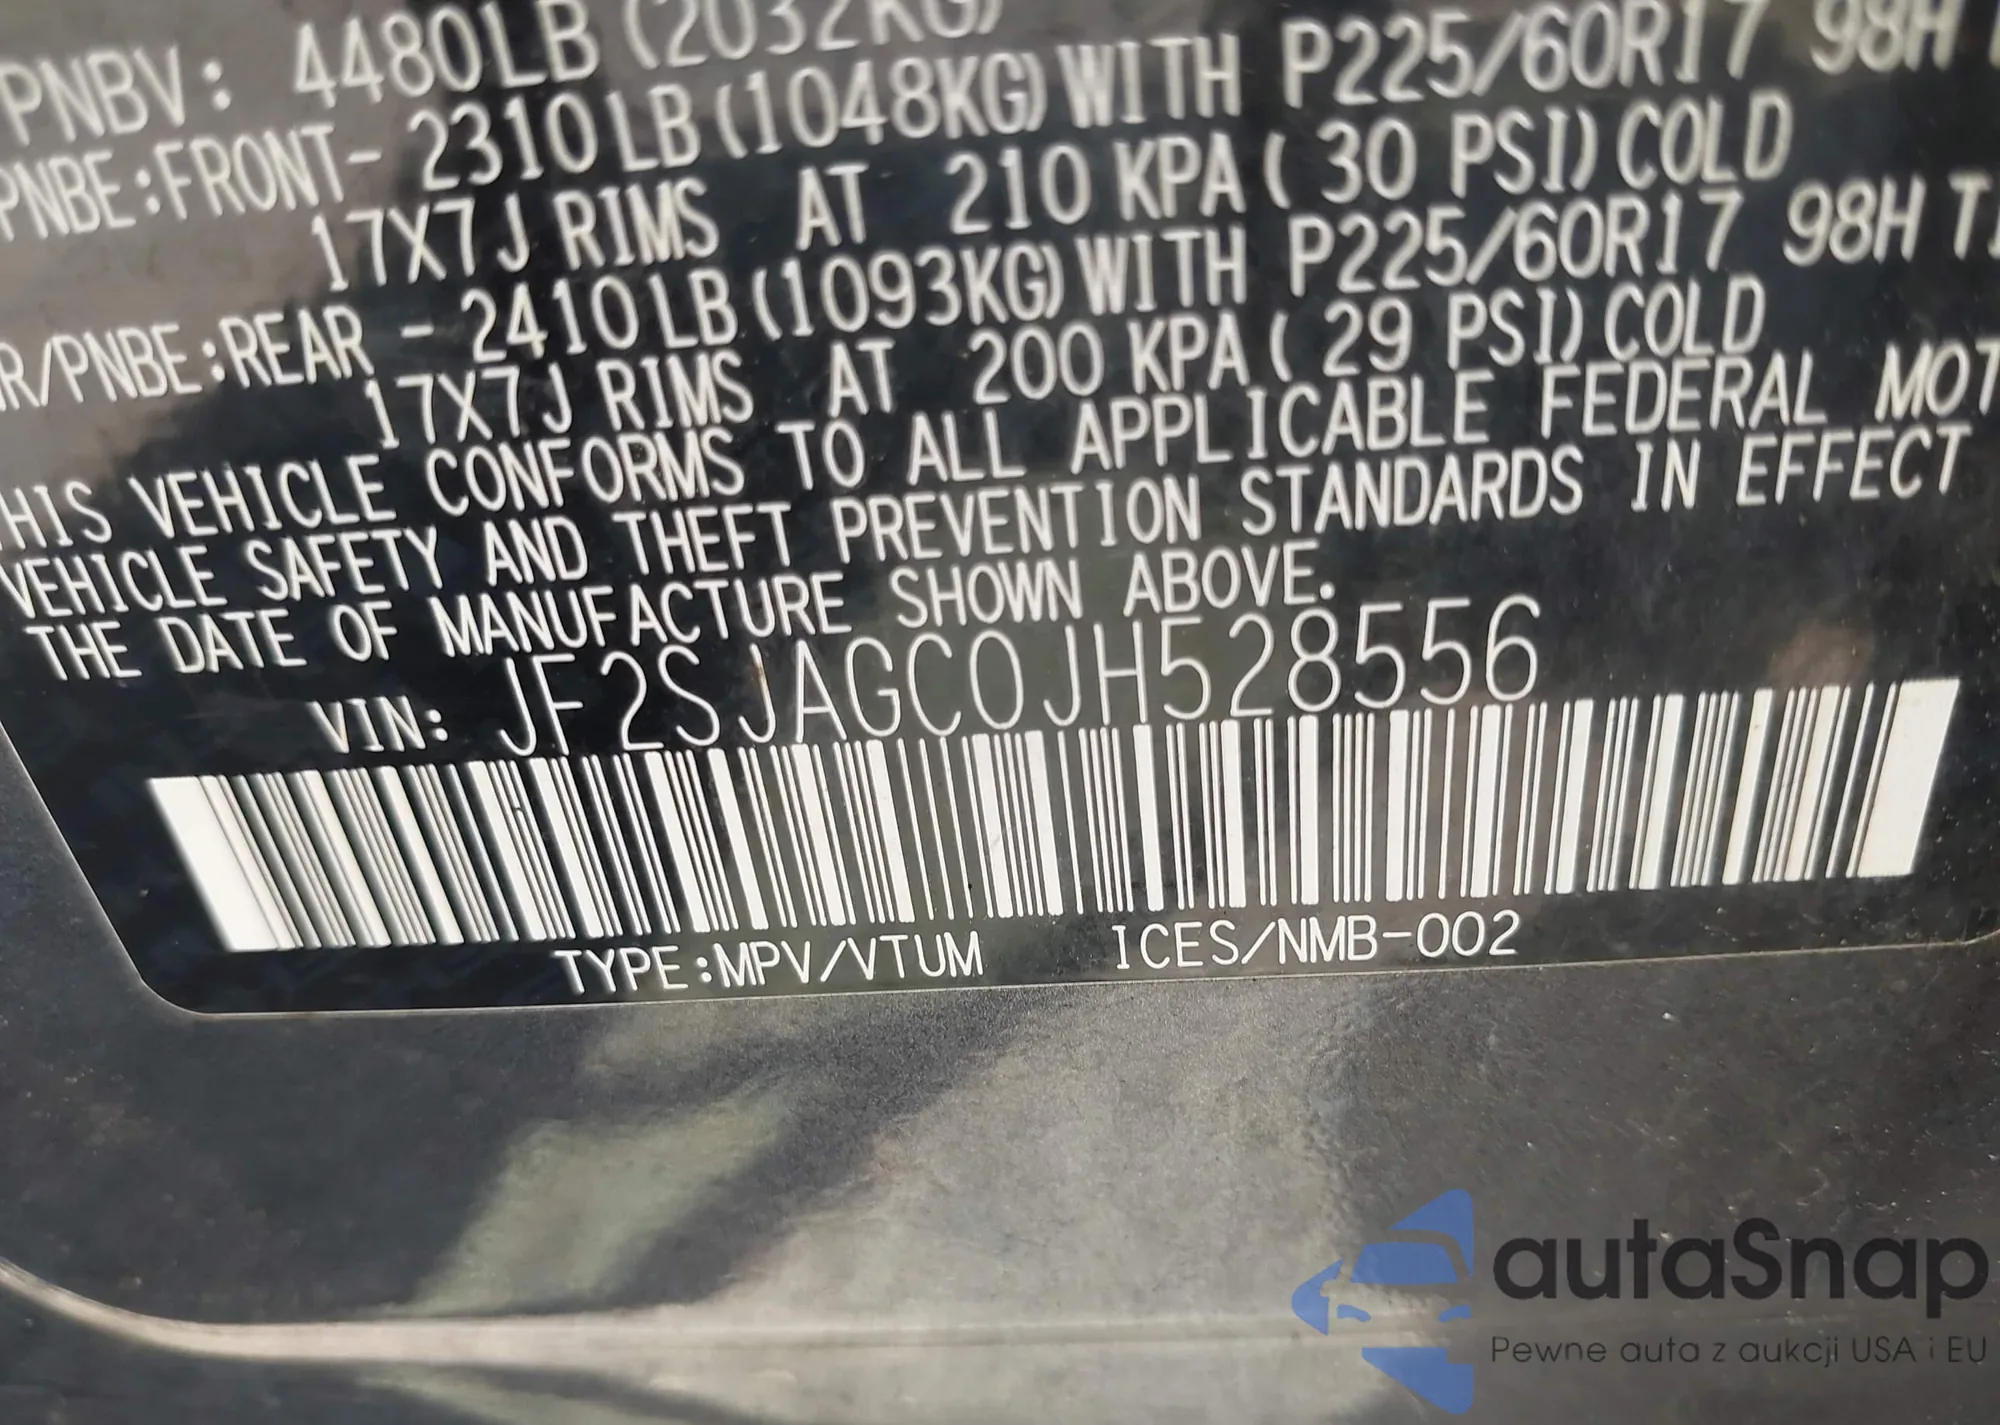 PNBV: 4480LB (2032KG)
PNBE:FRONT- 2310LB(1048KG)WITH P225/60R17 98H
17X7J RIMS AT 210 KPA( 30 PSI)COLD
R/PNBE:REAR - 2410LB(1093KG)WITH P225/60R17 98H TI
17X7J RIMS AT 200 KPA( 29 PSI)COLD
HIS VEHICLE CONFORMS TO ALL APPLICABLE FEDERAL MOT
VEHICLE SAFETY AND THEFT PREVENTION STANDARDS IN EFFECT
THE DATE OF MANUFACTURE SHOWN ABOVE.
VIN: JF2SJAGC0JH528556
TYPE:MPV/VTUM ICES/NMB-002
autaSnap
Pewne auta z aukcji USA i EU